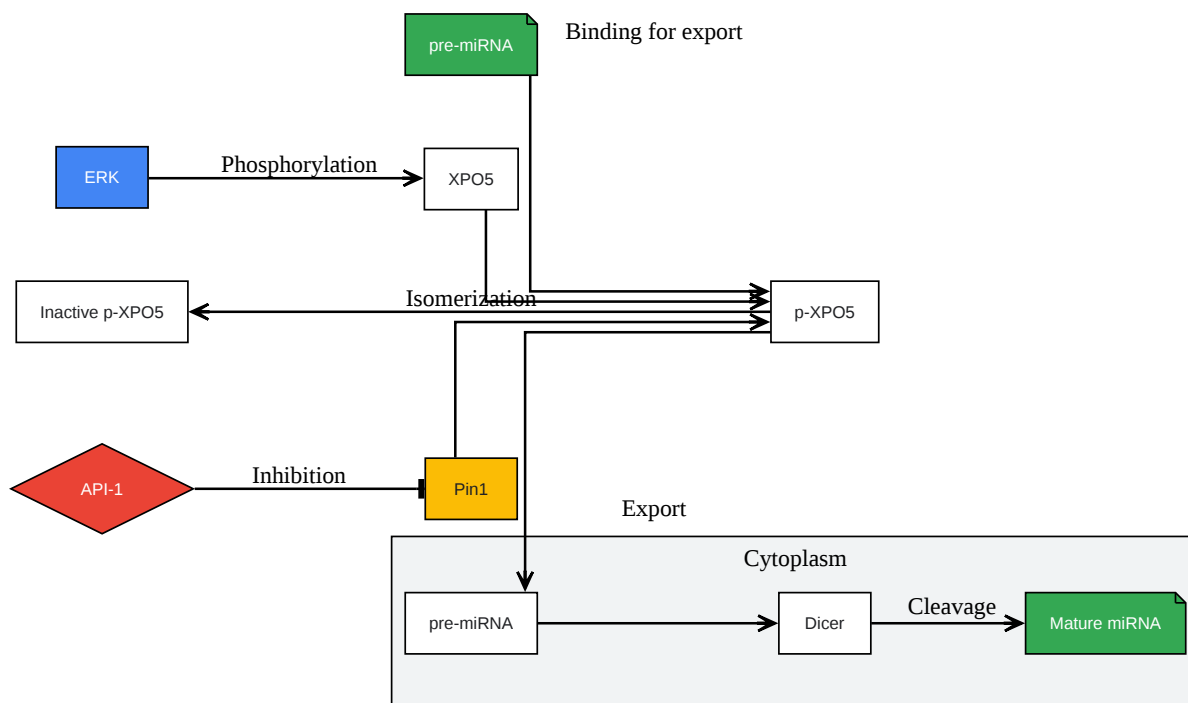 pre-miRNA
Binding for export
ERK
Phosphorylation
XPO5
Inactive p-XPO5
Isomerization
p-XPO5
API-1
Inhibition
Pin1
Export
Cytoplasm
pre-miRNA
Dicer
Cleavage
Mature miRNA